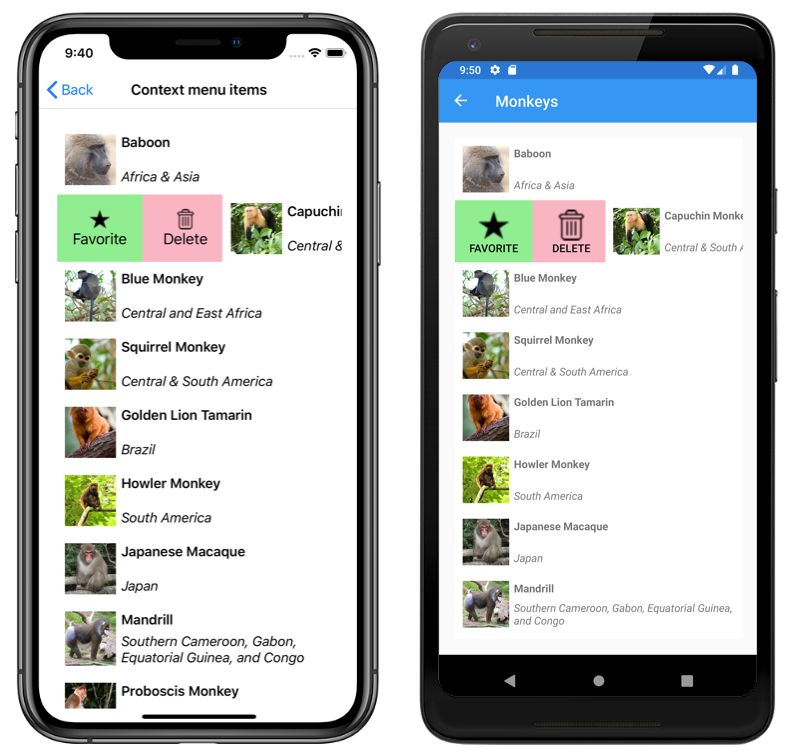 9:40
Back
Context menu items
Baboon
Africa & Asia
Favorite
Delete
Capuchi
Central &
Blue Monkey
Central and East Africa
Squirrel Monkey
Central & South America
Golden Lion Tamarin
Brazil
Howler Monkey
South America
Japanese Macaque
Japan
Mandrill
Southern Cameroon, Gabon,
Equatorial Guinea, and Congo
Proboscis Monkey
9:50
Monkeys
Baboon
Africa & Asia
FAVORITE
DELETE
Capuchin Monke
Central & South A
Blue Monkey
Central and East Africa
Squirrel Monkey
Central & South America
Golden Lion Tamarin
Brazil
Howler Monkey
South America
Japanese Macaque
Japan
Mandrill
Southern Cameroon, Gabon, Equatorial Guinea,
and Congo